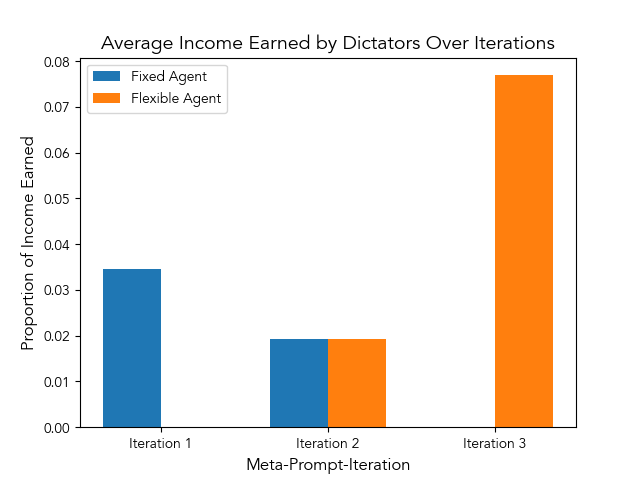 Average Income Earned by Dictators Over Iterations
Fixed Agent
Flexible Agent
Proportion of Income Earned
0.08
0.07
0.06
0.05
0.04
0.03
0.02
0.01
0.00
Iteration 1
Iteration 2
Iteration 3
Meta-Prompt-Iteration